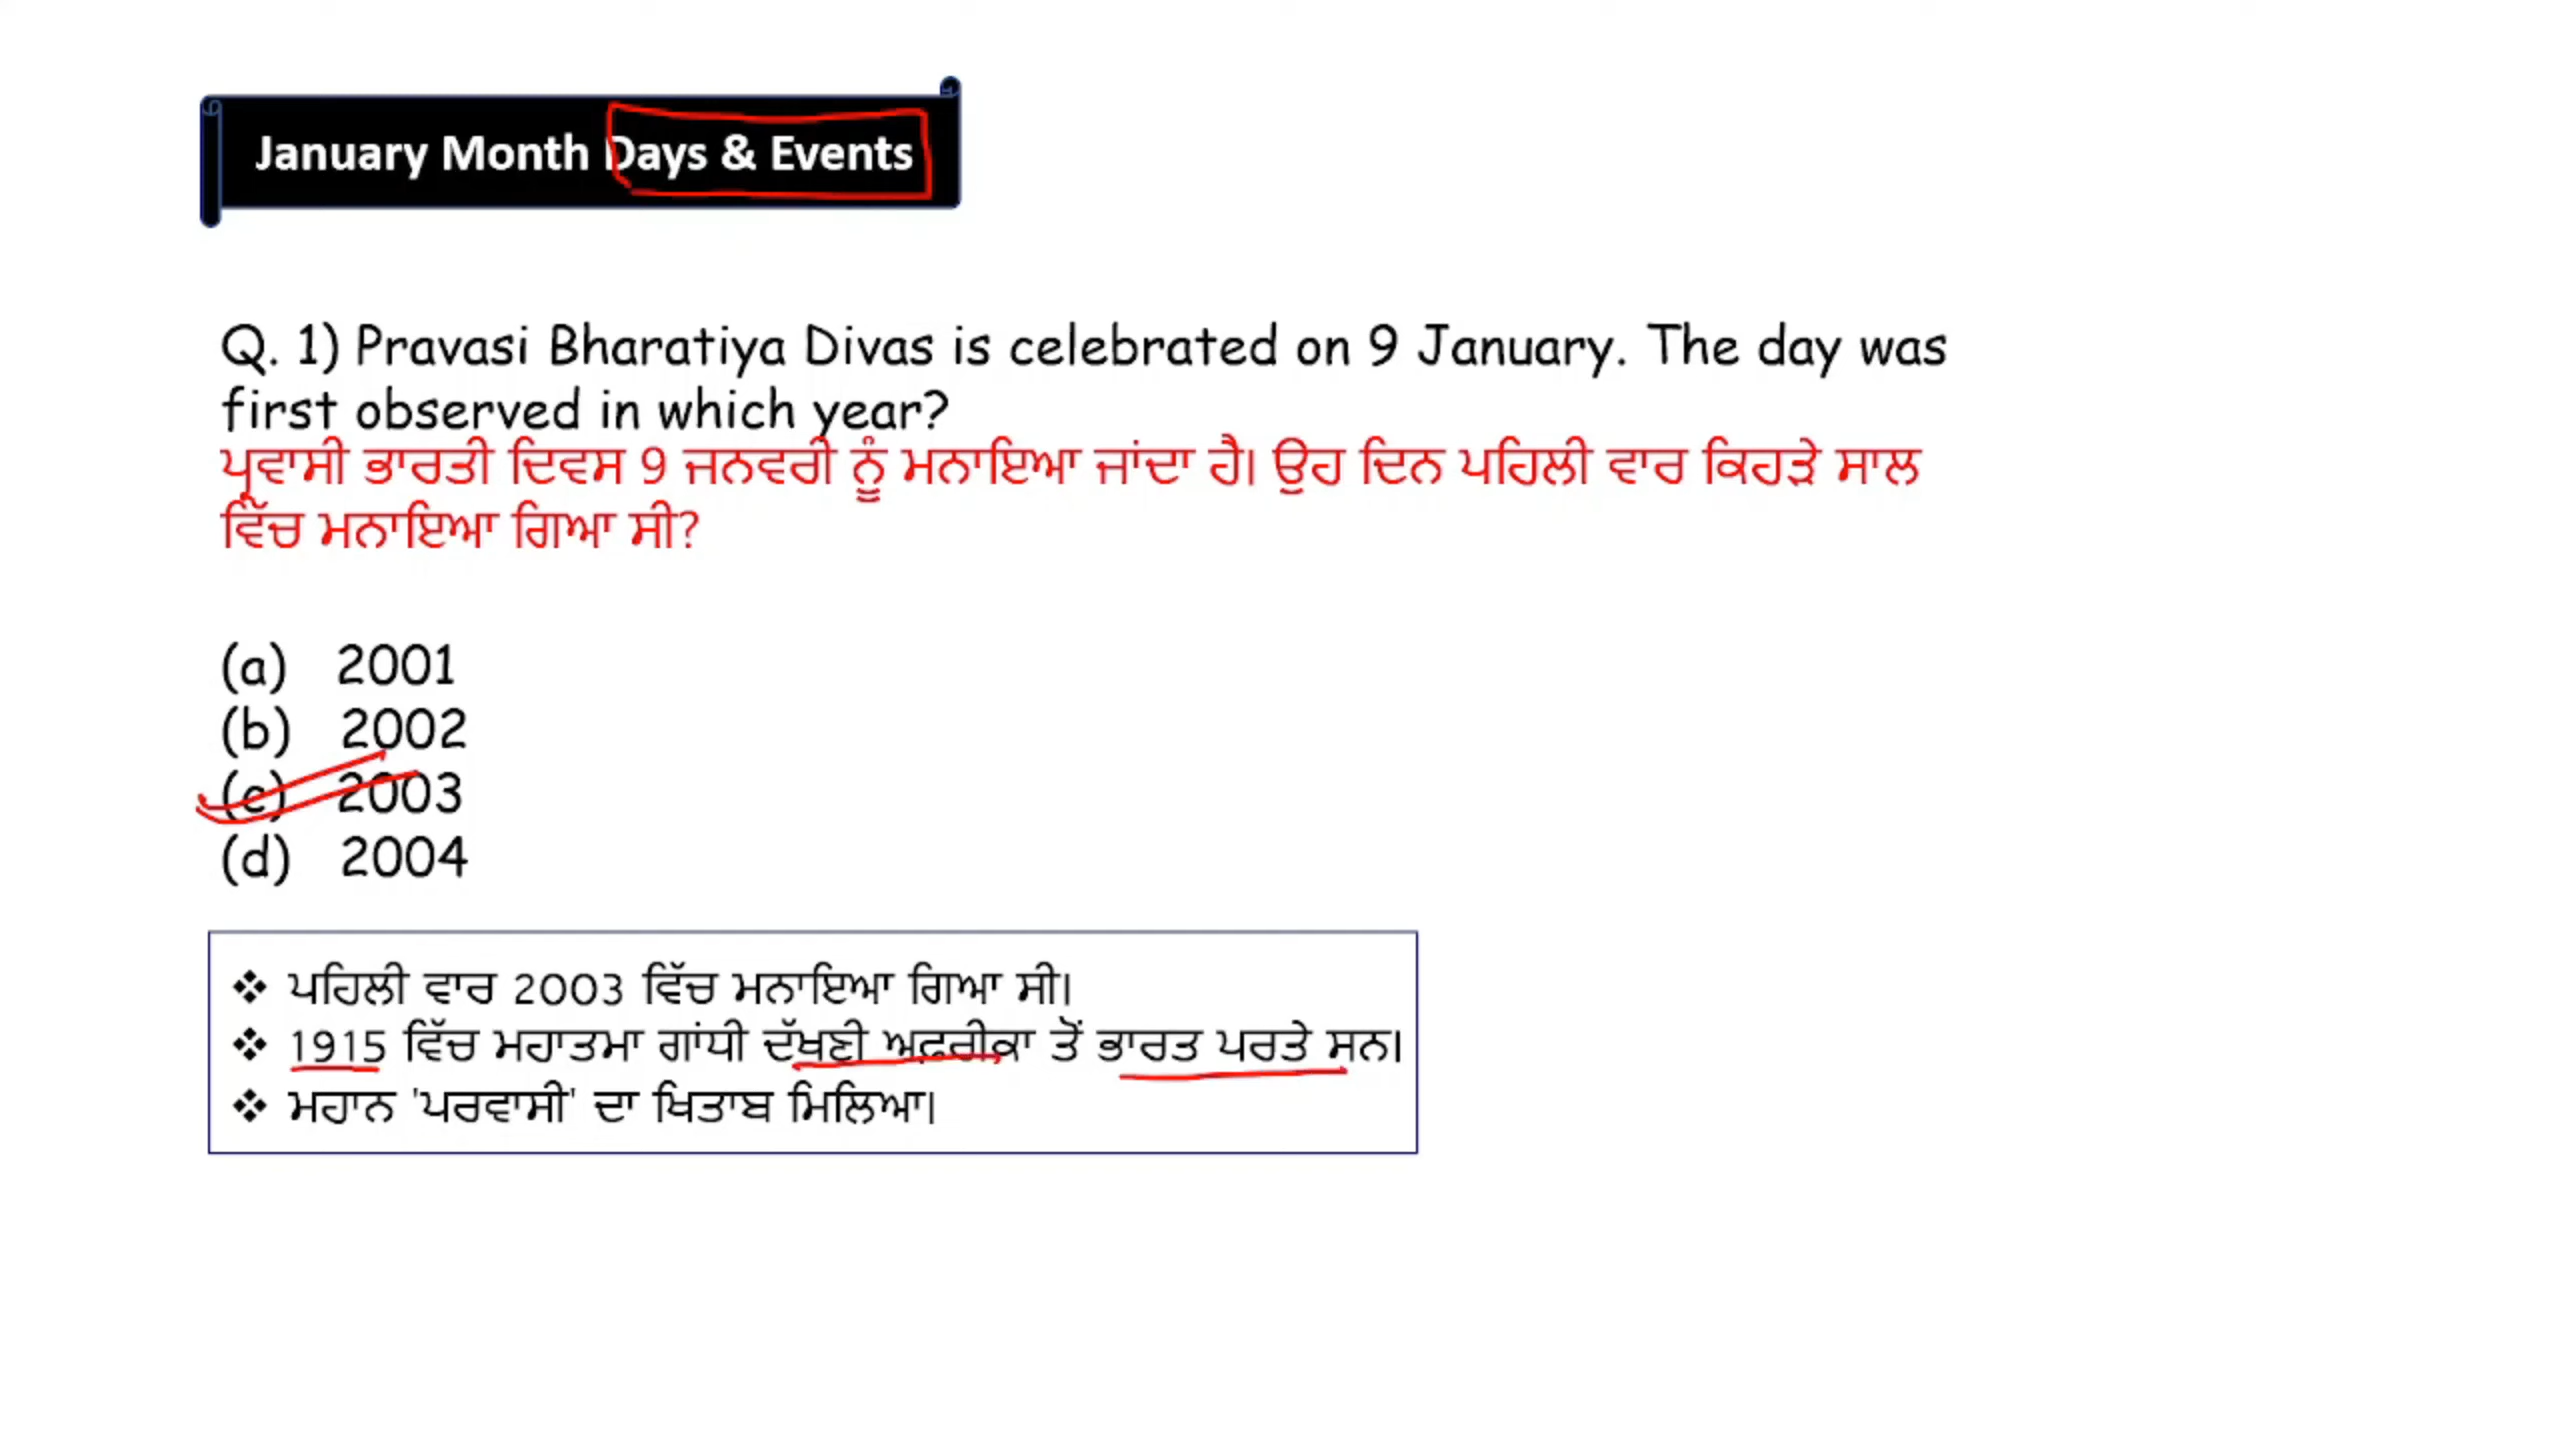 January Month Days & Events
Q. 1) Pravasi Bharatiya Divas is celebrated on 9 January. The day was
first observed in which year?
ਪ੍ਰਵਾਸੀ ਭਾਰਤੀ ਦਿਵਸ 9 ਜਨਵਰੀ ਨੂੰ ਮਨਾਇਆ ਜਾਂਦਾ ਹੈ। ਉਹ ਦਿਨ ਪਹਿਲੀ ਵਾਰ ਕਿਹੜੇ ਸਾਲ
ਵਿੱਚ ਮਨਾਇਆ ਗਿਆ ਸੀ?
(a) 2001
(b) 2002
(c) 2003
(d) 2004
❖ ਪਹਿਲੀ ਵਾਰ 2003 ਵਿੱਚ ਮਨਾਇਆ ਗਿਆ ਸੀ।
❖ 1915 ਵਿੱਚ ਮਹਾਤਮਾ ਗਾਂਧੀ ਦੱਖਣੀ ਅਫਰੀਕਾ ਤੋਂ ਭਾਰਤ ਪਰਤੇ ਸਨ।
❖ ਮਹਾਨ 'ਪਰਵਾਸੀ' ਦਾ ਖਿਤਾਬ ਮਿਲਿਆ।